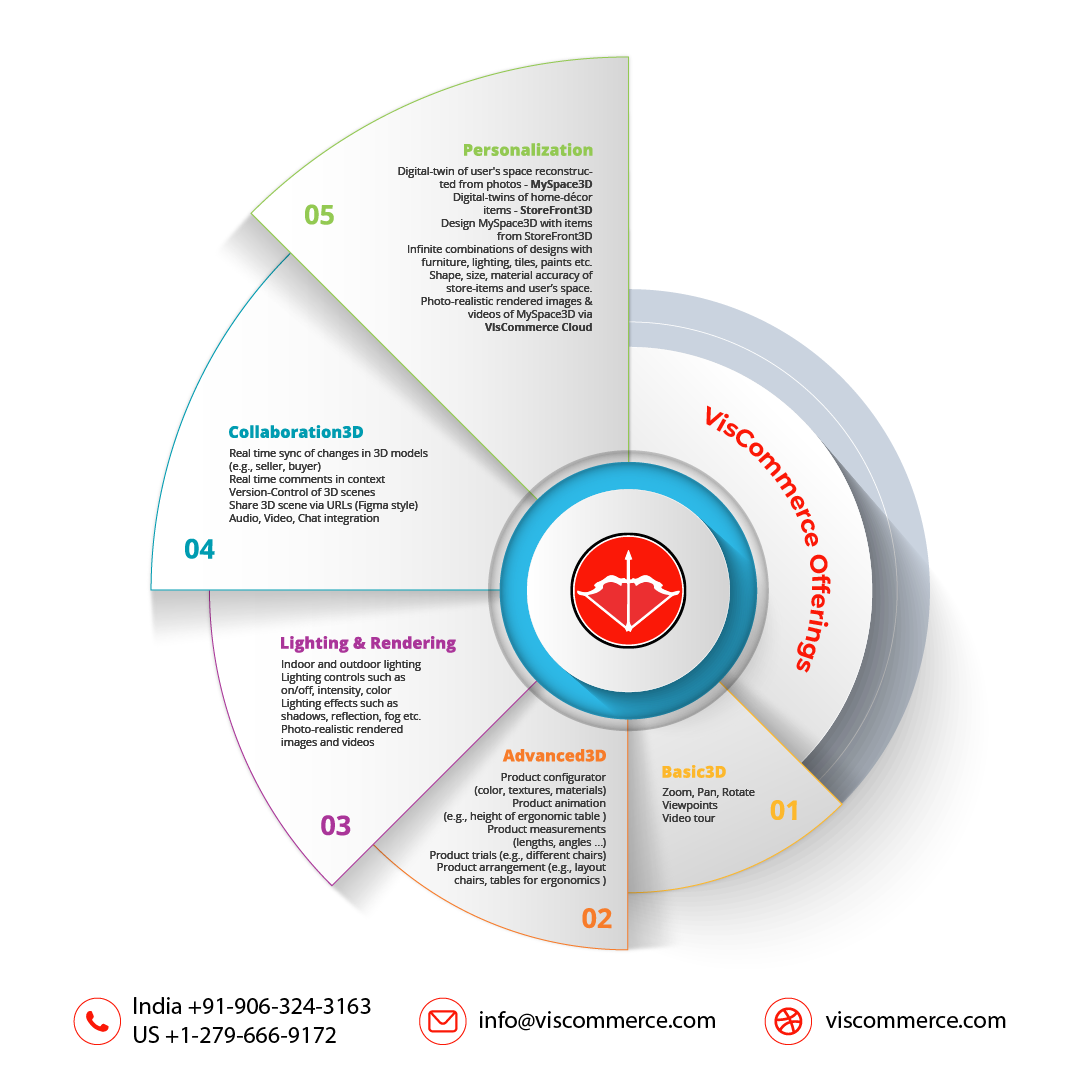 Personalization
Digital-twin of user's space reconstruc-
ted from photos - MySpace3D
Digital-twins of home-décor
items - StoreFront3D
Design MySpace3D with items
from StoreFront3D
Infinite combinations of designs with
furniture, lighting, tiles, paints etc.
Shape, size, material accuracy of
store-items and user's space.
Photo-realistic rendered images &
videos of MySpace3D via
VIsCommerce Cloud
05
VisCommerce Offerings
Collaboration3D
Real time sync of changes in 3D models
(e.g., seller, buyer)
Real time comments in context
Version-Control of 3D scenes
Share 3D scene via URLs (Figma style)
Audio, Video, Chat integration
04
Lighting & Rendering
Indoor and outdoor lighting
Lighting controls such as
on/off, intensity, color
Lighting effects such as
shadows, reflection, fog etc.
Photo-realistic rendered
images and videos
03
Advanced3D
Product configurator
(color, textures, materials)
Product animation
(e.g., height of ergonomic table )
Product measurements
(lengths, angles ...)
Product trials (e.g., different chairs)
Product arrangement (e.g., layout
chairs, tables for ergonomics )
02
Basic3D
Zoom, Pan, Rotate
Viewpoints
Video tour
01
India +91-906-324-3163
US +1-279-666-9172
info@viscommerce.com
viscommerce.com